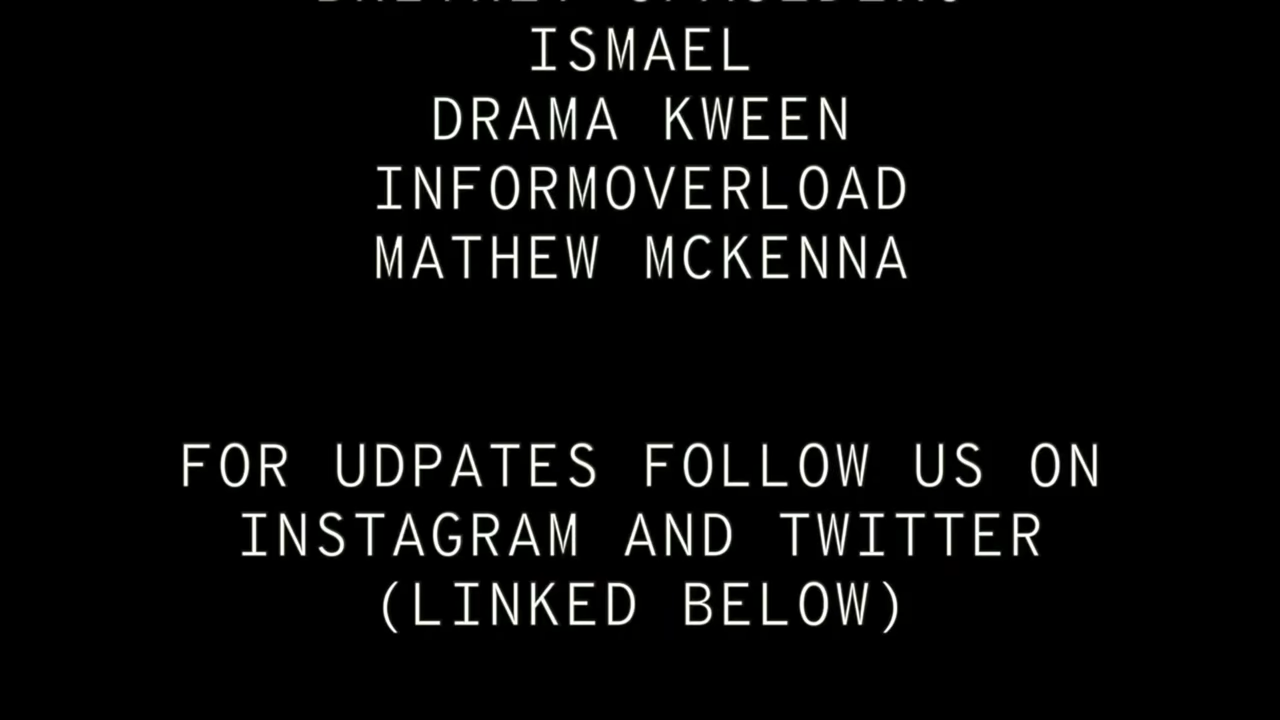 ISMAEL
DRAMA KWEEN
INFORMOVERLOAD
MATHEW MCKENNA
FOR UDPATES FOLLOW US ON
INSTAGRAM AND TWITTER
(LINKED BELOW)